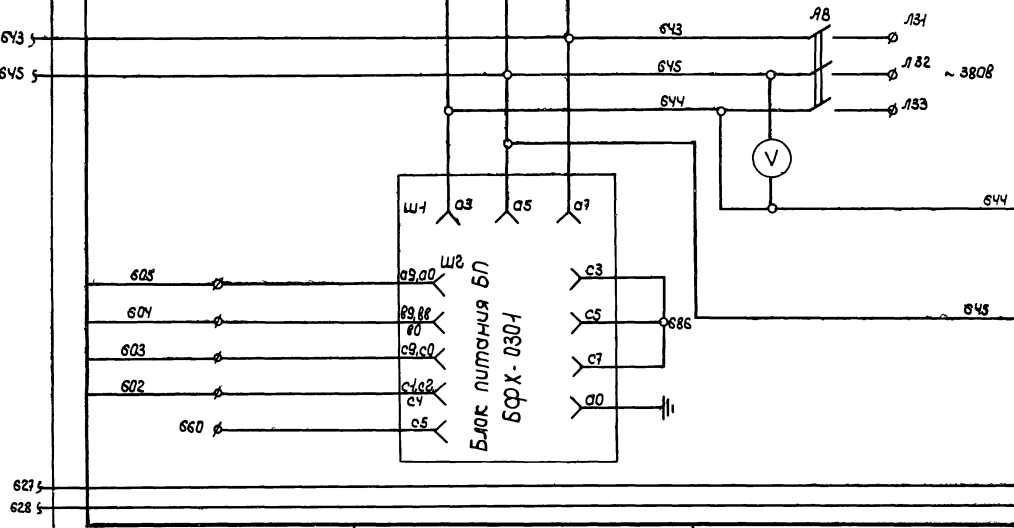 АВ
643
643
Л31
645
645
Л32
~ 380В
644
Л33
V
Ш1
а3
а5
а7
644
Ш2
605
а9,а0
с3
604
в9,в8
в0
с5
686
645
603
с9,с0
с7
602
с1,с2
с4
а0
660
с5
Блок питания БП
БФХ-0301
627
628